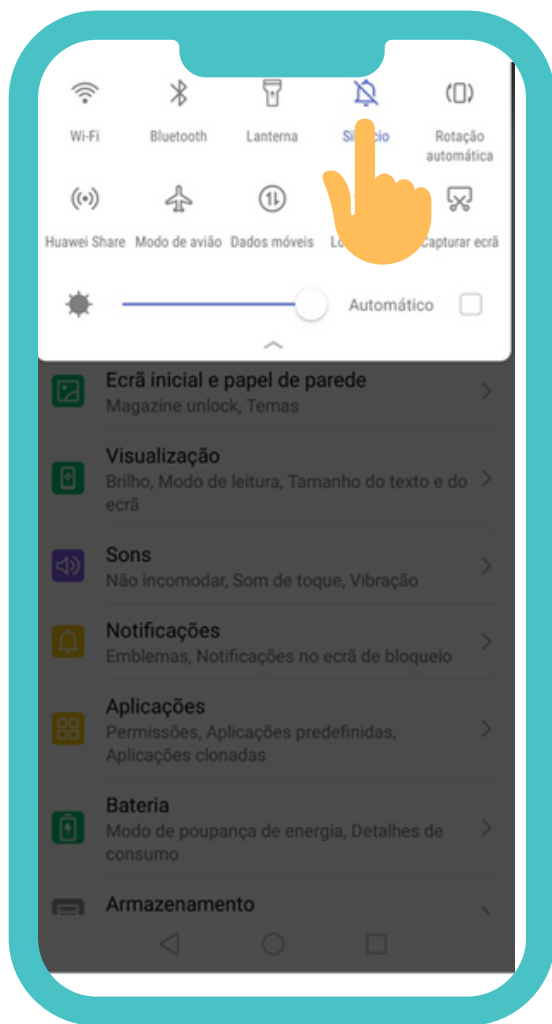 Wi-Fi Bluetooth Lanterna Rotação
automática
Huawei Share Modo de avião Dados móveis Capturar ecrã
Automático
Ecrã inicial e papel de parede
Magazine unlock, Temas
Visualização
Brilho, Modo de leitura, Tamanho do texto e do
ecrã
Sons
Não incomodar, Som de toque, Vibração
Notificações
Emblemas, Notificações no ecrã de bloqueio
Aplicações
Permissões, Aplicações predefinidas,
Aplicações clonadas
Bateria
Modo de poupança de energia, Detalhes de
consumo
Armazenamento